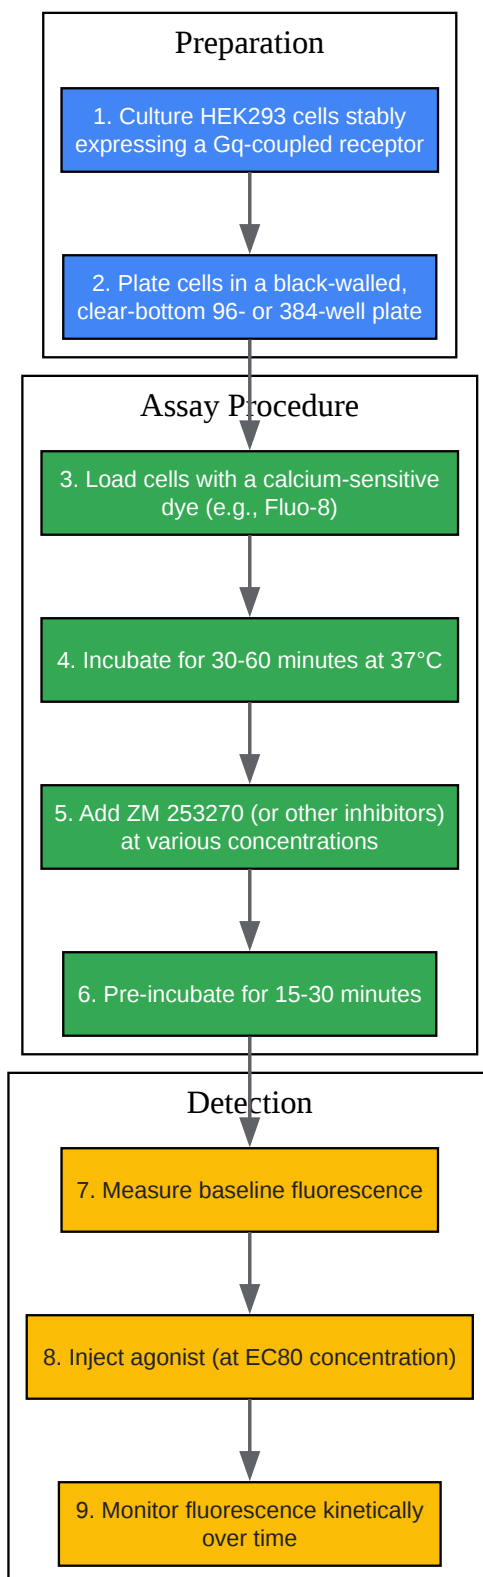 Preparation
1. Culture HEK293 cells stably
expressing a Gq-coupled receptor
2. Plate cells in a black-walled,
clear-bottom 96- or 384-well plate
Assay Procedure
3. Load cells with a calcium-sensitive
dye (e.g., Fluo-8)
4. Incubate for 30-60 minutes at 37°C
5. Add ZM 253270 (or other inhibitors)
at various concentrations
6. Pre-incubate for 15-30 minutes
Detection
7. Measure baseline fluorescence
8. Inject agonist (at EC80 concentration)
9. Monitor fluorescence kinetically
over time